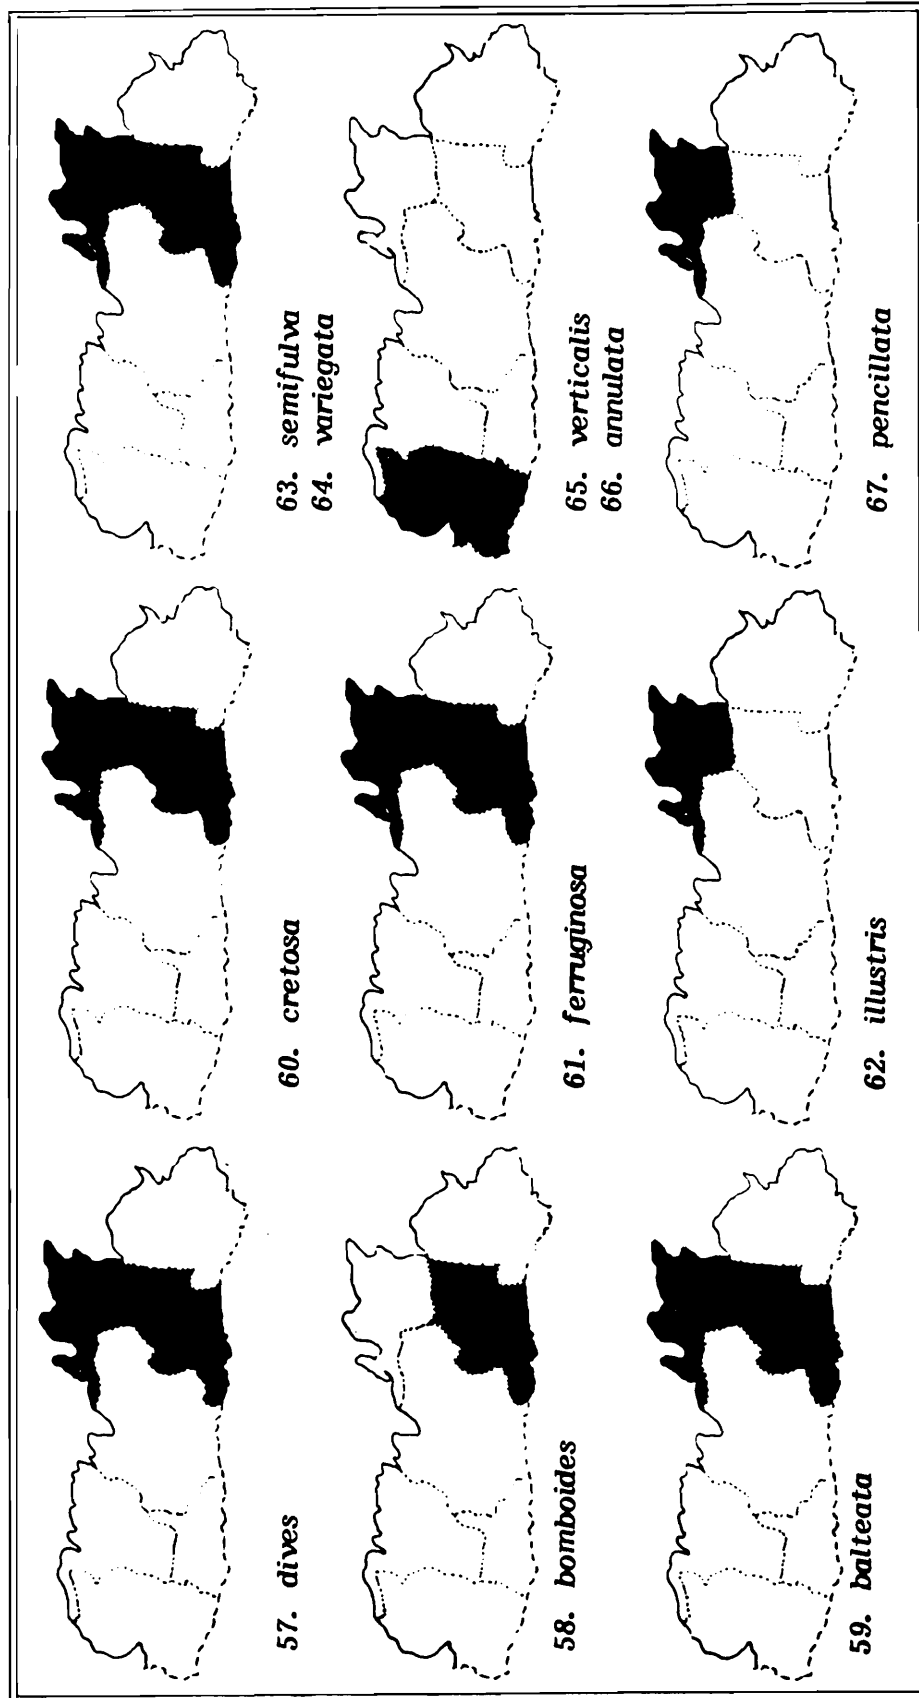 57. dives
58. bomboides
59. balteata
60. cretosa
61. ferruginosa
62. illustris
63. semifulva
64. variegata
65. verticalis
66. annulata
67. pencillata